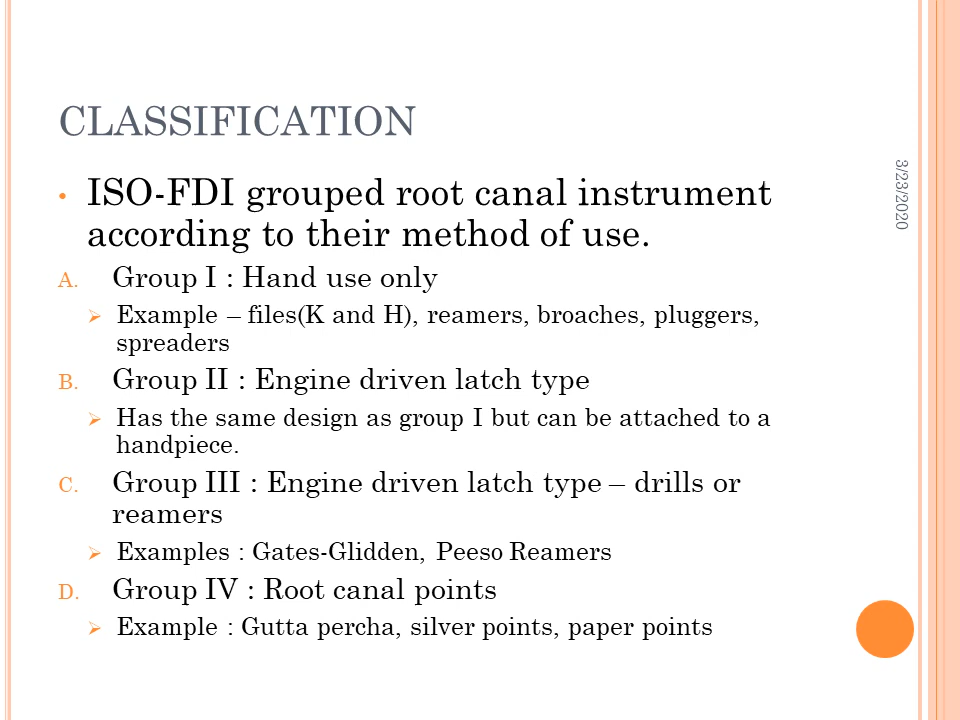 CLASSIFICATION
3/23/2020
• ISO-FDI grouped root canal instrument
according to their method of use.
A. Group I : Hand use only
➢ Example – files(K and H), reamers, broaches, pluggers,
spreaders
B. Group II : Engine driven latch type
➢ Has the same design as group I but can be attached to a
handpiece.
C. Group III : Engine driven latch type – drills or
reamers
➢ Examples : Gates-Glidden, Peeso Reamers
D. Group IV : Root canal points
➢ Example : Gutta percha, silver points, paper points